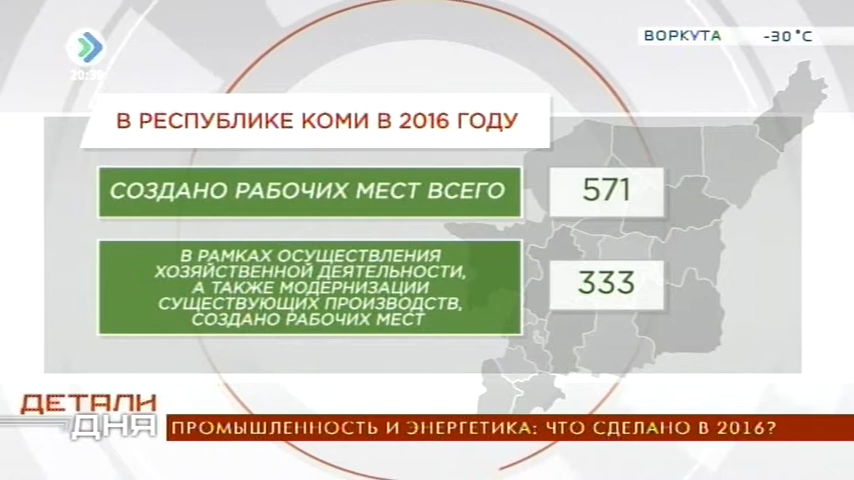 ВОРКУТА -30°C
20:39
В РЕСПУБЛИКЕ КОМИ В 2016 ГОДУ
СОЗДАНО РАБОЧИХ МЕСТ ВСЕГО 571
В РАМКАХ ОСУЩЕСТВЛЕНИЯ
ХОЗЯЙСТВЕННОЙ ДЕЯТЕЛЬНОСТИ,
А ТАКЖЕ МОДЕРНИЗАЦИИ
СУЩЕСТВУЮЩИХ ПРОИЗВОДСТВ,
СОЗДАНО РАБОЧИХ МЕСТ
333
ДЕТАЛИ
ДНЯ
ПРОМЫШЛЕННОСТЬ И ЭНЕРГЕТИКА: ЧТО СДЕЛАНО В 2016?